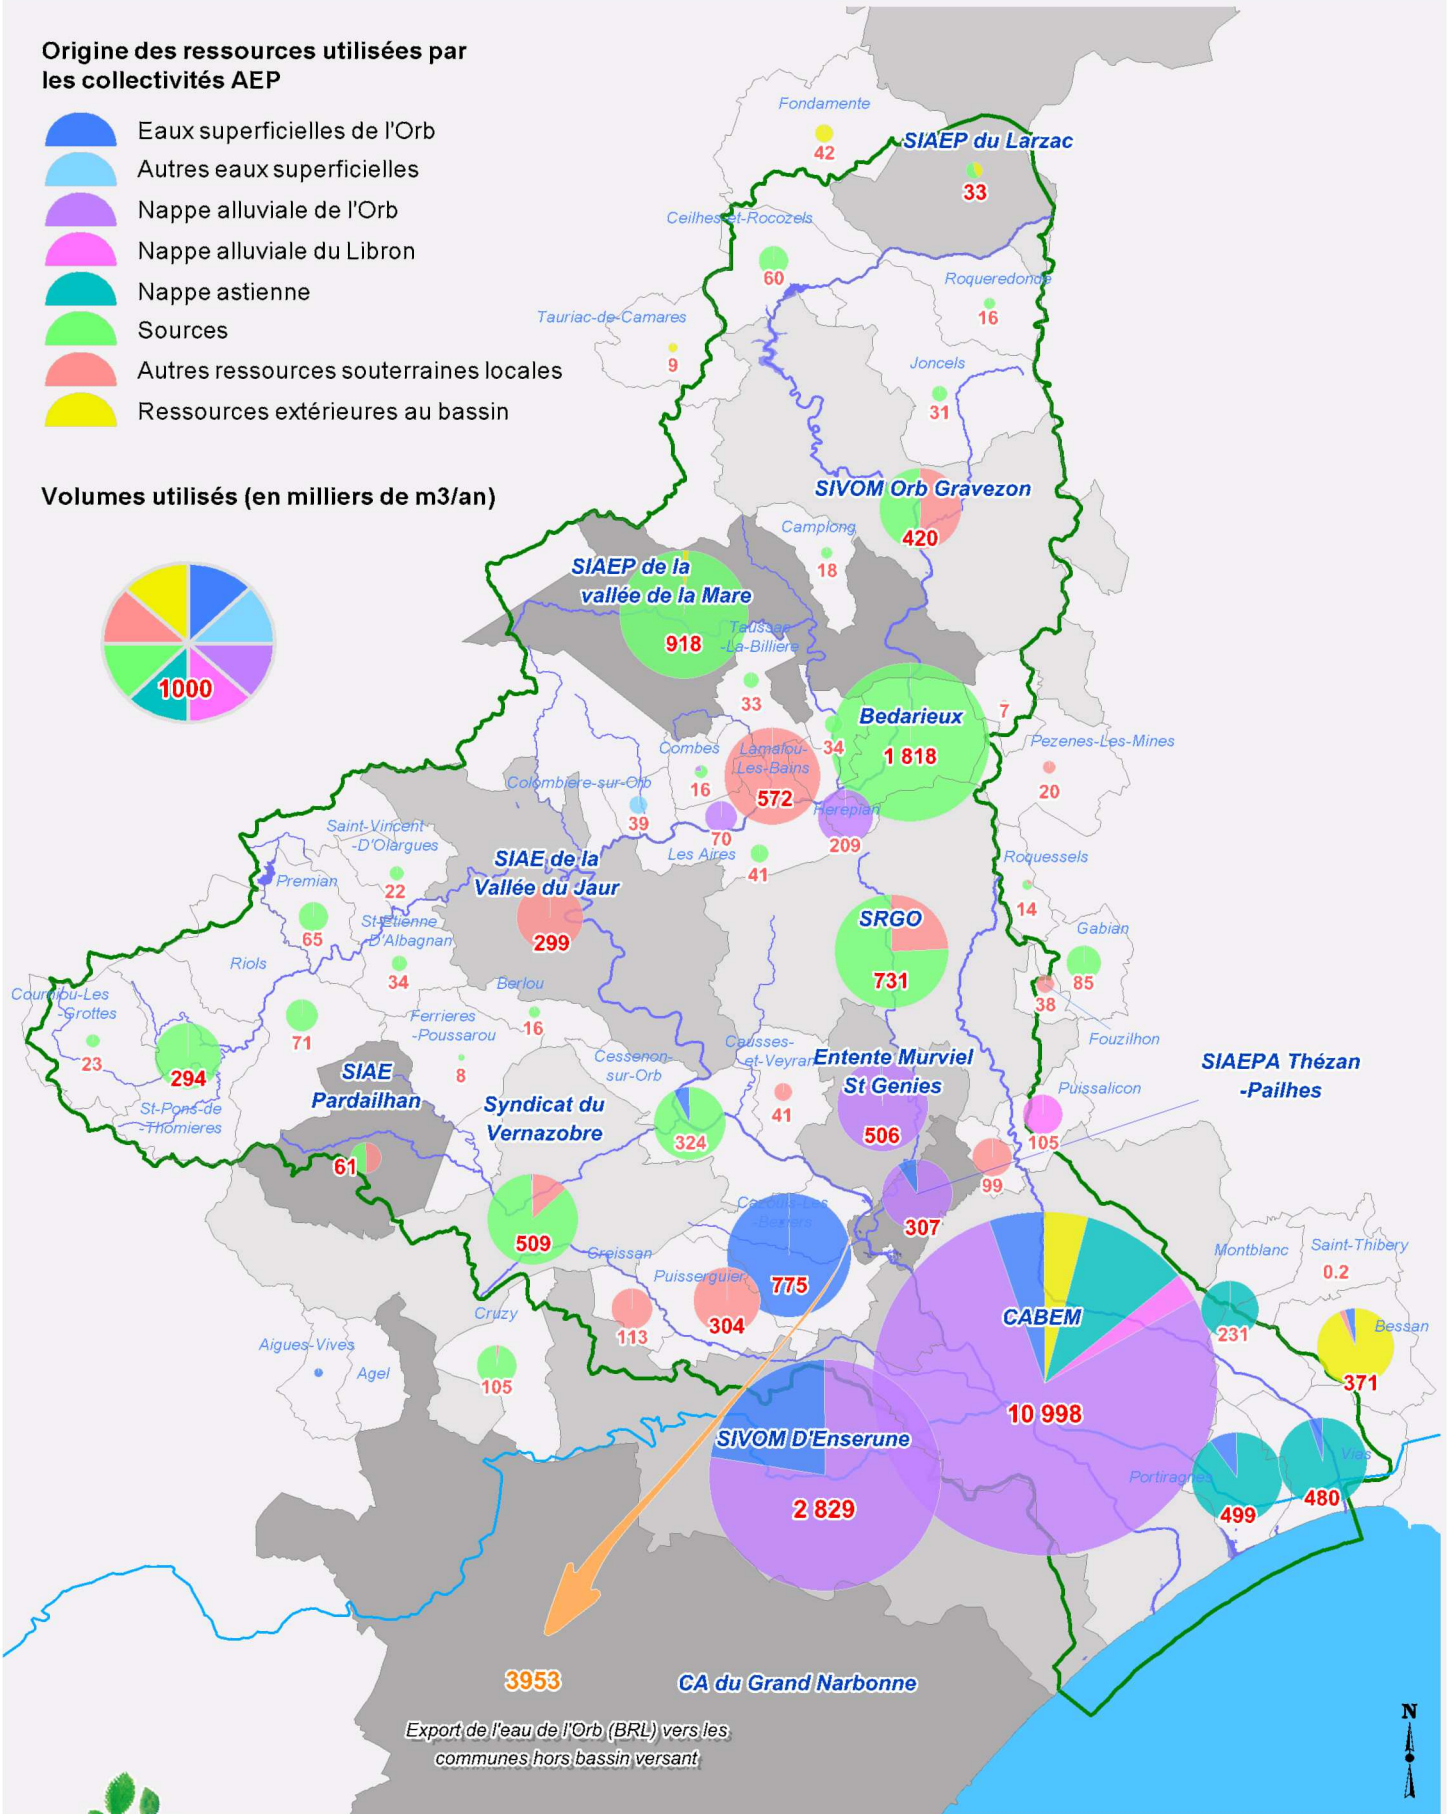 Origine des ressources utilisées par
les collectivités AEP
Eaux superficielles de l'Orb
Autres eaux superficielles
Nappe alluviale de l'Orb
Nappe alluviale du Libron
Nappe astienne
Sources
Autres ressources souterraines locales
Ressources extérieures au bassin
Volumes utilisés (en milliers de m3/an)
1000
Fondamente
42
SIAEP du Larzac
33
Ceilhes-et-Rocozels
60
Roqueredonde
16
Tauriac-de-Camares
9
Joncels
31
SIVOM Orb Gravezon
420
Camplong
18
SIAEP de la
vallée de la Mare
918
Taussac
-La-Billiere
33
Bedarieux
1 818
7
34
Pezenes-Les-Mines
20
Combes
16
Lamalou-
Les-Bains
572
Colombiere-sur-Orb
39
70
Herepian
209
Les Aires
41
Saint-Vincent
-D'Olargues
22
SIAE de la
Vallée du Jaur
299
Roquessels
14
Premian
65
St-Etienne
D'Albagnan
34
SRGO
731
Gabian
85
38
Fouzilhon
Riols
71
Berlou
16
Courniou-Les
-Grottes
23
294
St-Pons-de
-Thomieres
Ferrieres
-Poussarou
8
Cessenon-
sur-Orb
324
Causses-
et-Veyran
41
Entente Murviel
St Genies
506
SIAEPA Thézan
-Pailhes
SIAE
Pardailhan
61
Syndicat du
Vernazobre
509
Puissalicon
105
99
307
Cazouls-Les
-Beziers
775
Creissan
113
Puisserguier
304
Montblanc
231
Saint-Thibery
0.2
Cruzy
105
CABEM
10 998
Bessan
371
Aigues-Vives
Agel
SIVOM D'Enserune
2 829
Portiragnes
499
Vias
480
3953
CA du Grand Narbonne
Export de l'eau de l'Orb (BRL) vers les
communes hors bassin versant
N